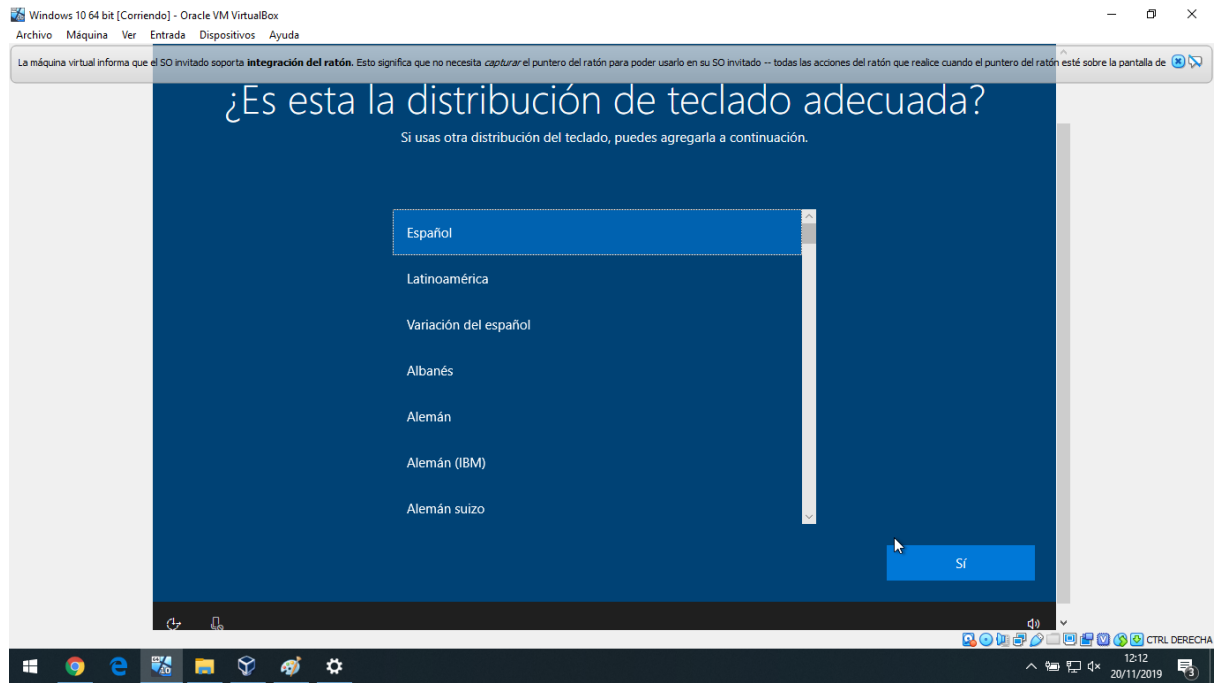 Windows 10 64 bit [Corriendo] - Oracle VM VirtualBox
Archivo Máquina Ver Entrada Dispositivos Ayuda
La máquina virtual informa que el SO invitado soporta integración del ratón. Esto significa que no necesita capturar el puntero del ratón para poder usarlo en su SO invitado -- todas las acciones del ratón que realice cuando el puntero del ratón esté sobre la pantalla de
¿Es esta la distribución de teclado adecuada?
Si usas otra distribución del teclado, puedes agregarla a continuación.
Español
Latinoamérica
Variación del español
Albanés
Alemán
Alemán (IBM)
Alemán suizo
Sí
CTRL DERECHA
12:12
20/11/2019
3